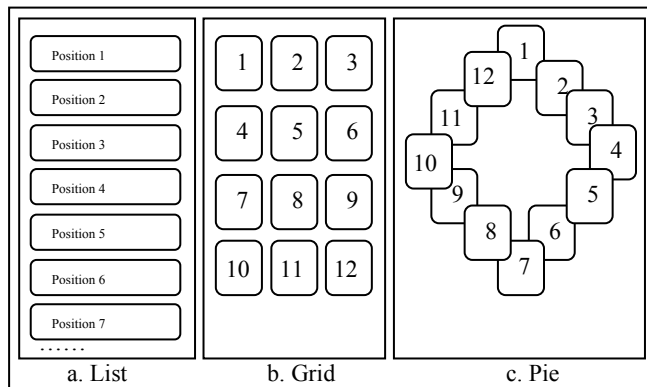 Position 1
Position 2
Position 3
Position 4
Position 5
Position 6
Position 7
......
a. List
1 2 3
4 5 6
7 8 9
10 11 12
b. Grid
1
12 2
11 3
4
10
5
9
8 6
7
c. Pie